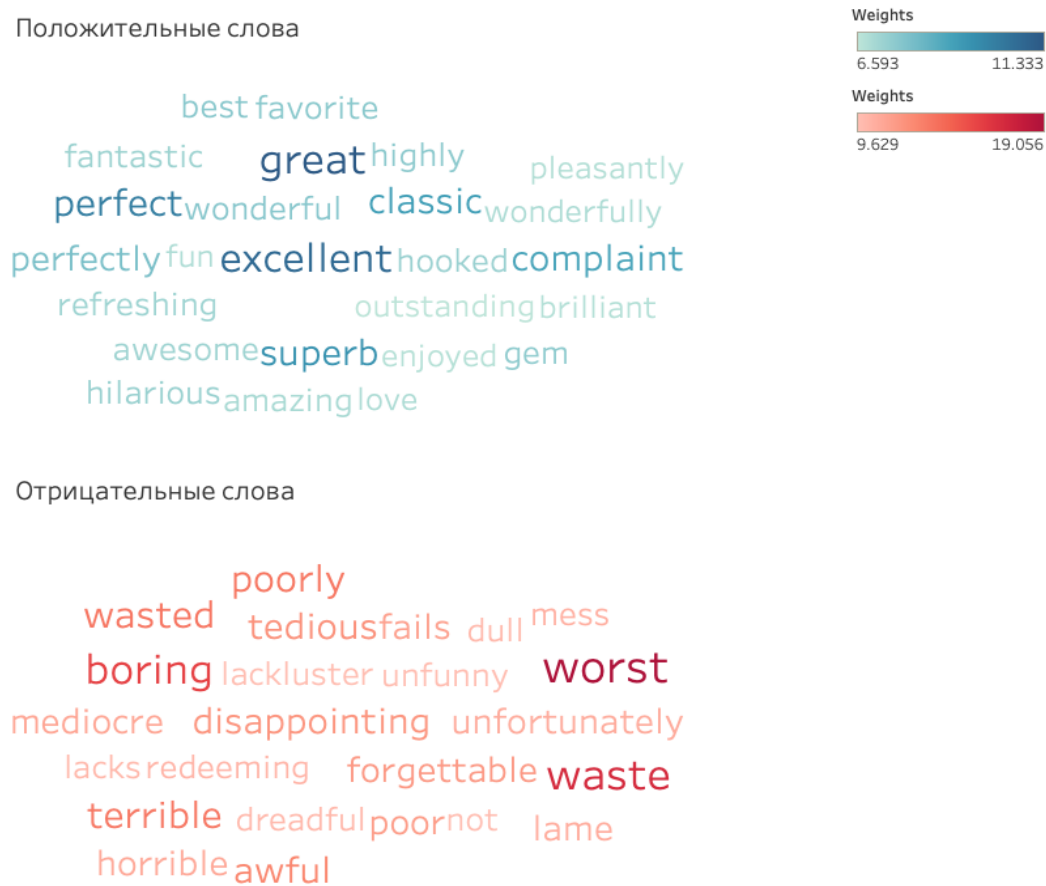 Положительные слова
Weights
6.593 11.333
Weights
9.629 19.056
best favorite
fantastic great highly pleasantly
perfect wonderful classic wonderfully
perfectly fun excellent hooked complaint
refreshing outstanding brilliant
awesome superb enjoyed gem
hilarious amazing love
Отрицательные слова
poorly
wasted tedious fails dull mess
boring lackluster unfunny worst
mediocre disappointing unfortunately
lacks redeeming forgettable waste
terrible dreadful poor not lame
horrible awful